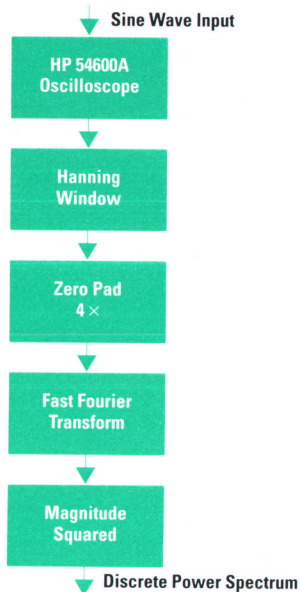 Sine Wave Input
HP 54600A
Oscilloscope
Hanning
Window
Zero Pad
4 ×
Fast Fourier
Transform
Magnitude
Squared
Discrete Power Spectrum